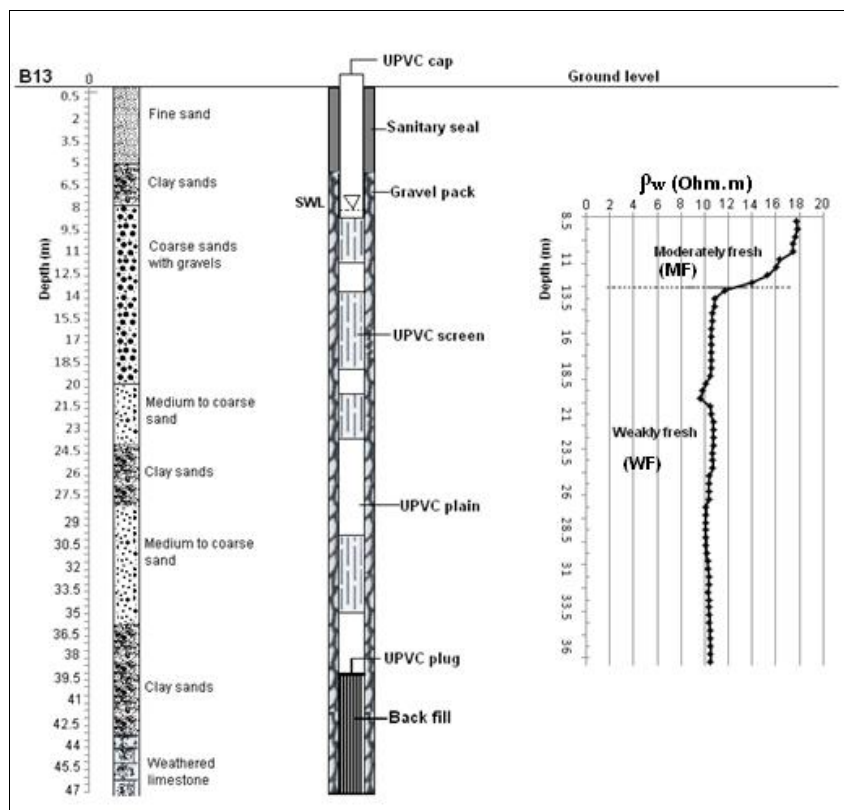 UPVC cap
B13
0
Ground level
Depth (m)
0.5
2
3.5
5
6.5
8
9.5
11
12.5
14
15.5
17
18.5
20
21.5
23
24.5
26
27.5
29
30.5
32
33.5
35
36.5
38
39.5
41
42.5
44
45.5
47
Fine sand
Clay sands
Coarse sands
with gravels
Medium to coarse
sand
Clay sands
Medium to coarse
sand
Clay sands
Weathered
limestone
Sanitary seal
Gravel pack
SWL
UPVC screen
UPVC plain
UPVC plug
Back fill
ρw (Ohm.m)
0 2 4 6 8 10 12 14 16 18 20
Depth (m)
8.5
11
13.5
16
18.5
21
23.5
26
28.5
31
33.5
36
Moderately fresh
(MF)
Weakly fresh
(WF)